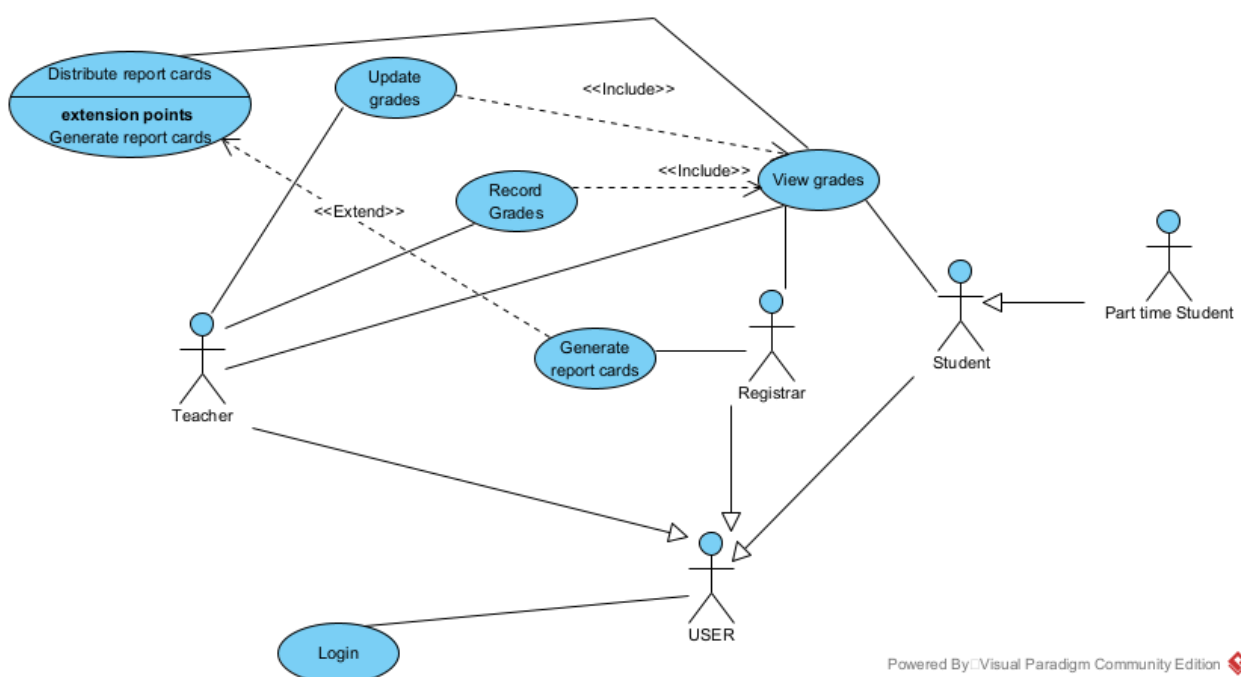 Distribute report cards
extension points
Generate report cards
Update
grades
<<Include>>
<<Include>>
View grades
Record
Grades
<<Extend>>
Part time Student
Generate
report cards
Student
Registrar
Teacher
USER
Login
Powered By Visual Paradigm Community Edition